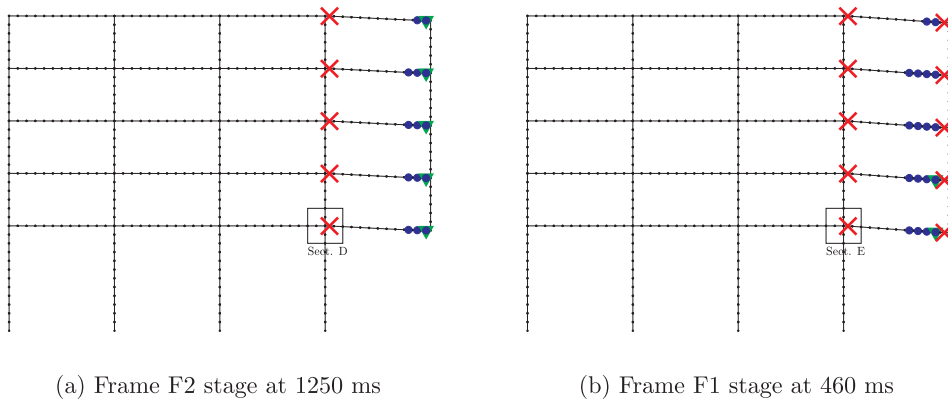 Sect. D
Sect. E
(a) Frame F2 stage at 1250 ms
(b) Frame F1 stage at 460 ms